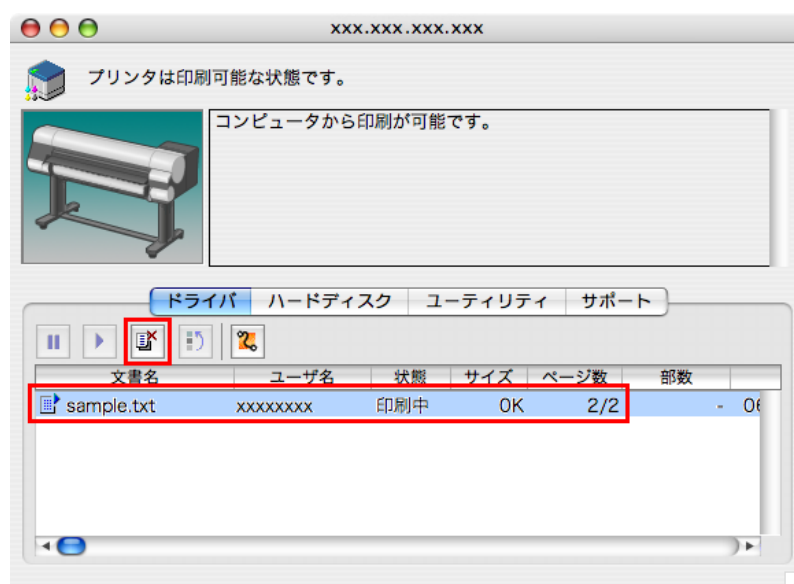 xxx.xxx.xxx.xxx
プリンタは印刷可能な状態です。
コンピュータから印刷が可能です。
ドライバ ハードディスク ユーティリティ サポート
文書名 ユーザ名 状態 サイズ ページ数 部数
sample.txt xxxxxxxx 印刷中 0K 2/2 -